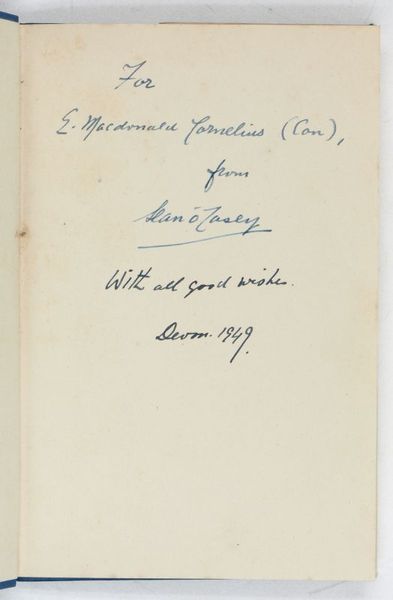 For
E. Macdonald Cornelius (Con),
from
Sean O'Casey
With all good wishes.
Devon. 1949.